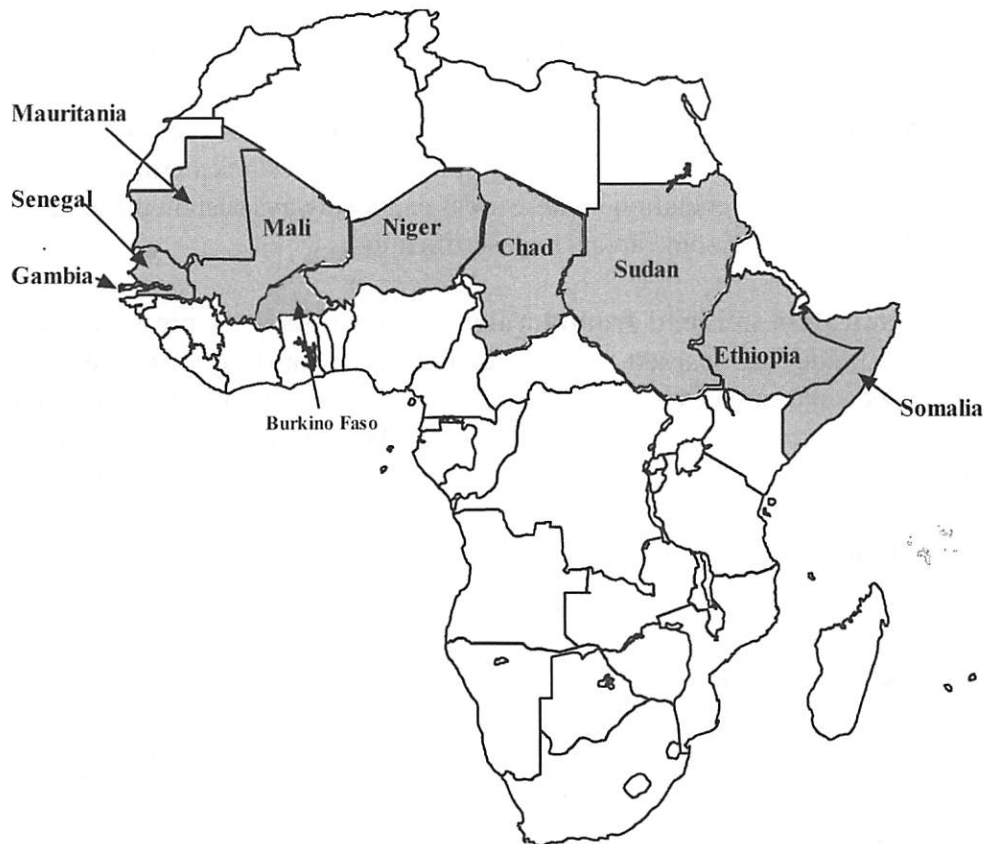 Mauritania
Senegal
Gambia
Mali
Niger
Chad
Sudan
Ethiopia
Somalia
Burkino Faso